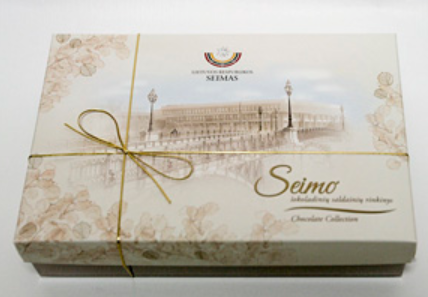 LIETUVOS RESPUBLIKOS
SEIMAS
Seimo
šokoladinių saldainių rinkinys
Chocolate Collection